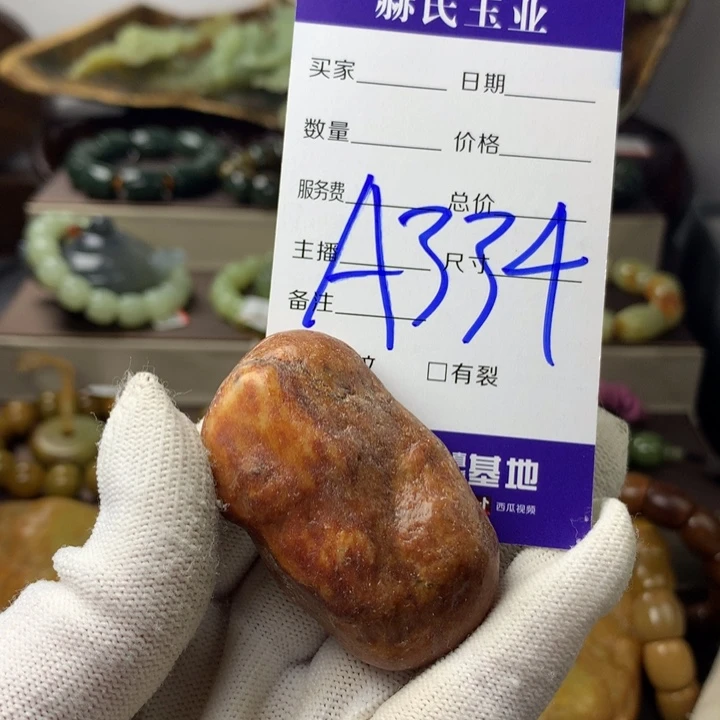 赫氏玉业
买家 日期
数量 价格
服务费 总价
主播 尺寸
备注
A334
□有裂
基地
西瓜视频